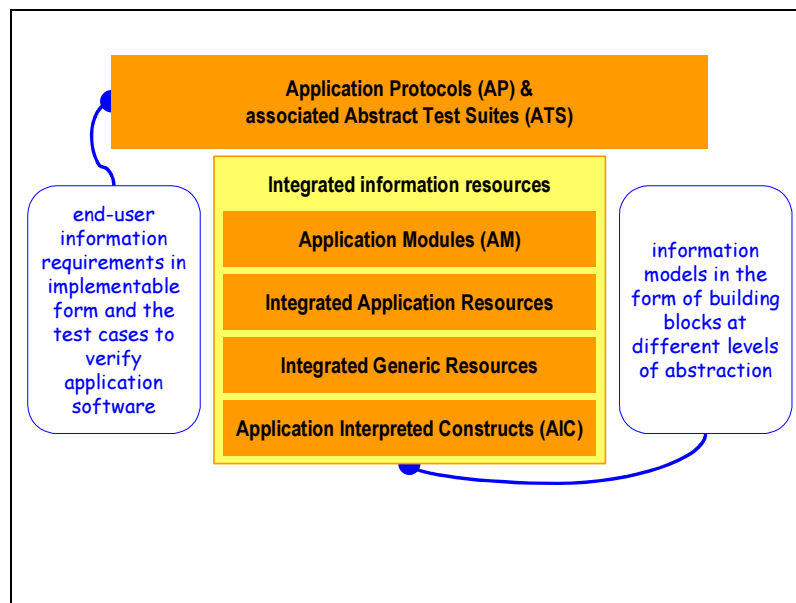 Application Protocols (AP) &
associated Abstract Test Suites (ATS)
Integrated information resources
Application Modules (AM)
Integrated Application Resources
Integrated Generic Resources
Application Interpreted Constructs (AIC)
end-user
information
requirements in
implementable
form and the
test cases to
verify
application
software
information
models in the
form of building
blocks at
different levels
of abstraction